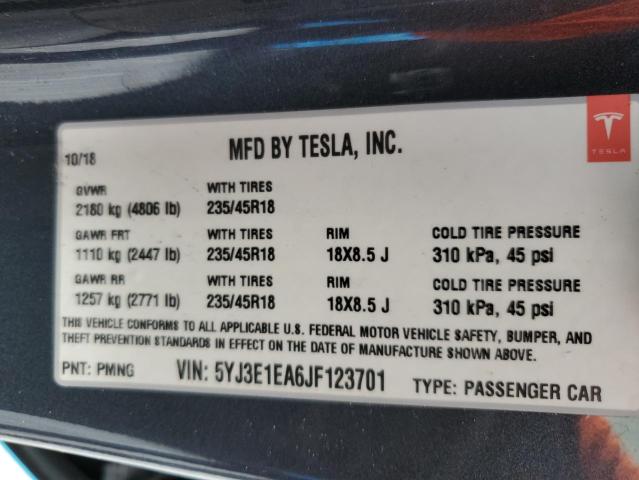 10/18 MFD BY TESLA, INC.
TESLA
GVWR WITH TIRES
2180 kg (4806 lb) 235/45R18
GAWR FRT WITH TIRES RIM COLD TIRE PRESSURE
1110 kg (2447 lb) 235/45R18 18X8.5 J 310 kPa, 45 psi
GAWR RR WITH TIRES RIM COLD TIRE PRESSURE
1257 kg (2771 lb) 235/45R18 18X8.5 J 310 kPa, 45 psi
THIS VEHICLE CONFORMS TO ALL APPLICABLE U.S. FEDERAL MOTOR VEHICLE SAFETY, BUMPER, AND
THEFT PREVENTION STANDARDS IN EFFECT ON THE DATE OF MANUFACTURE SHOWN ABOVE.
PNT: PMNG VIN: 5YJ3E1EA6JF123701 TYPE: PASSENGER CAR